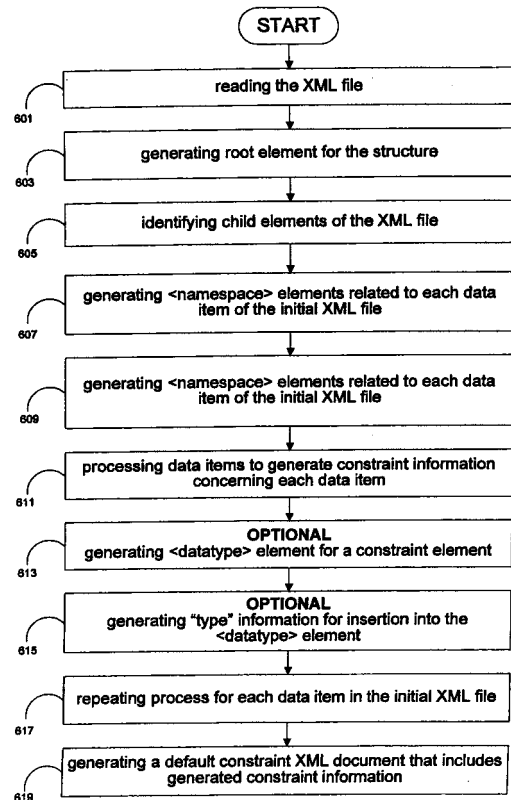 START
reading the XML file
601
generating root element for the structure
603
identifying child elements of the XML file
605
generating <namespace> elements related to each data
item of the initial XML file
607
generating <namespace> elements related to each data
item of the initial XML file
609
processing data items to generate constraint information
concerning each data item
611
OPTIONAL
generating <datatype> element for a constraint element
613
OPTIONAL
generating "type" information for insertion into the
<datatype> element
615
repeating process for each data item in the initial XML file
617
generating a default constraint XML document that includes
generated constraint information
619